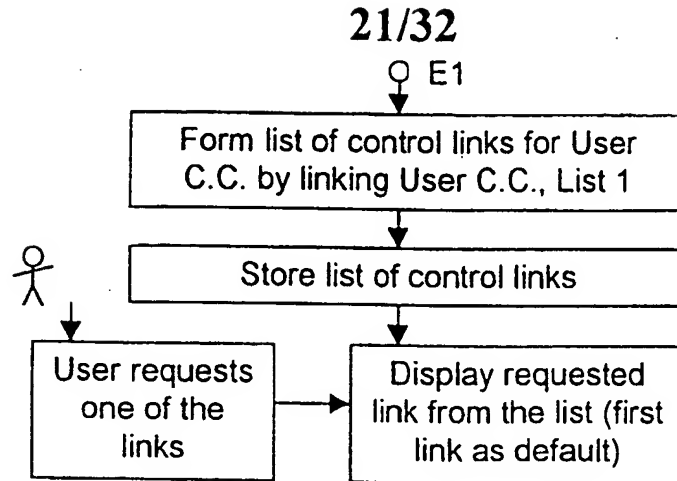 21/32
E1
Form list of control links for User
C.C. by linking User C.C., List 1
Store list of control links
User requests
one of the
links
Display requested
link from the list (first
link as default)